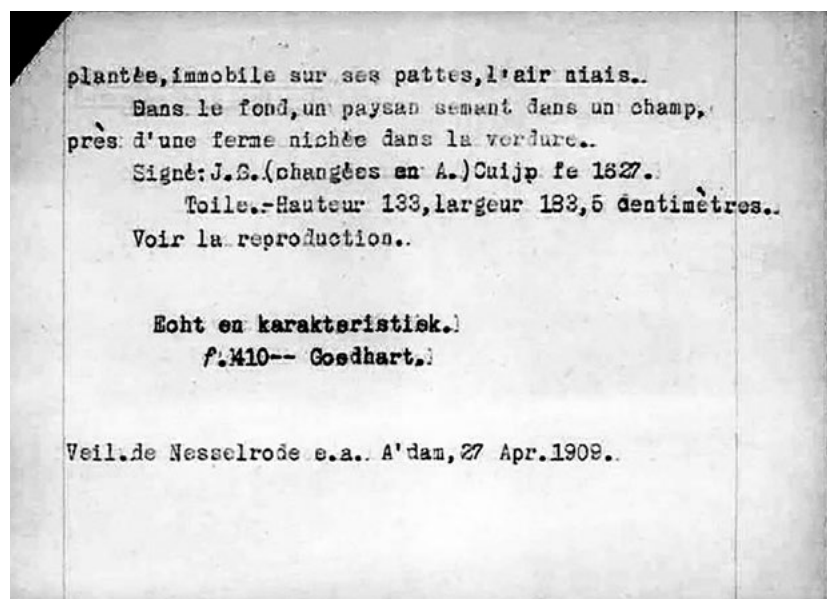 plantée,immobile sur ses pattes,l'air niais.
Dans le fond,un paysan semant dans un champ,
près d'une ferme nichée dans la verdure.
Signé:J.G.(changées en A.)Cuijp fe 1627.
Toile.-Hauteur 133,largeur 183,5 dentimètres.
Voir la reproduction.
Echt en karakteristiek.
f.410-- Goedhart.
Veil.de Nesselrode e.a. A'dam,27 Apr.1909.